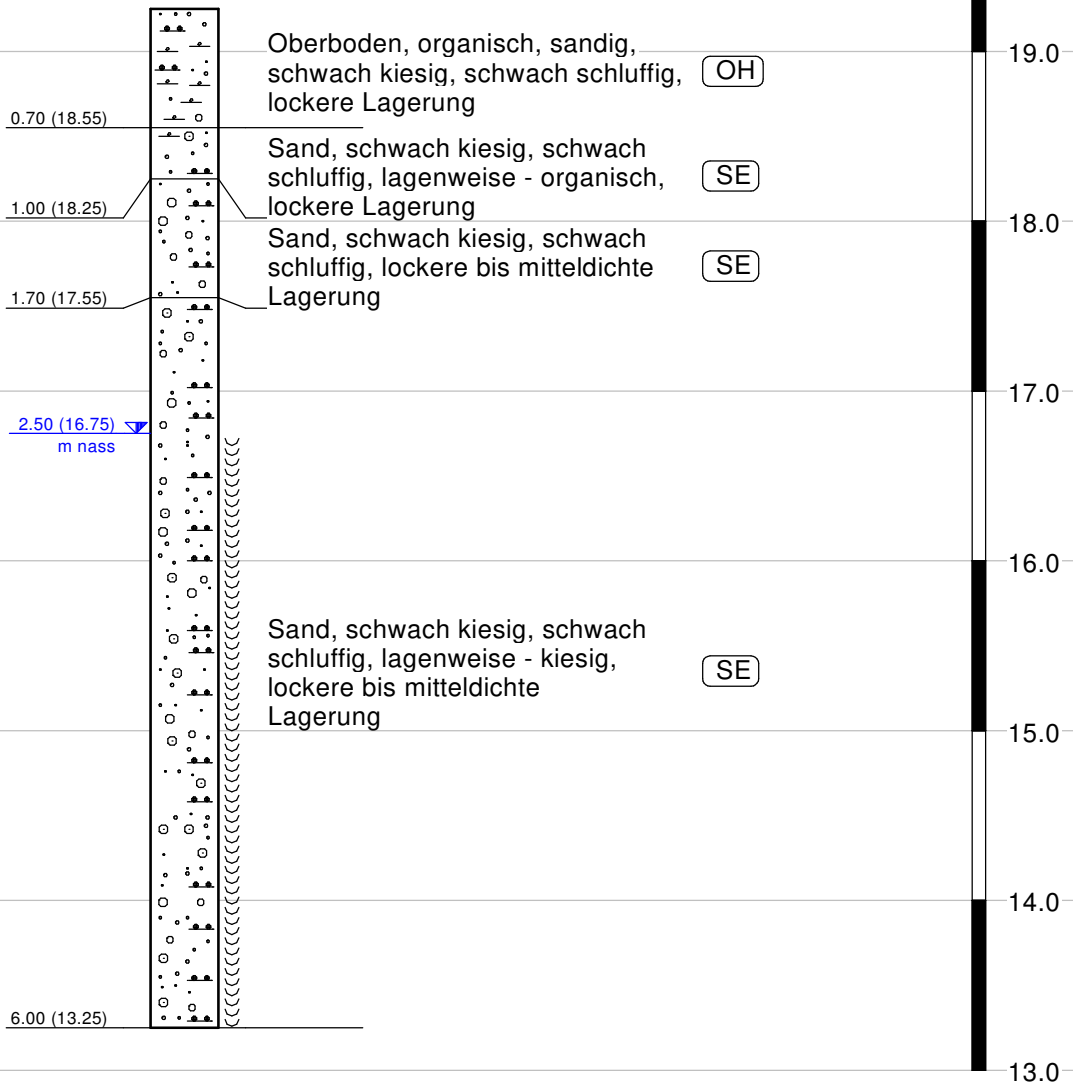 Oberboden, organisch, sandig,
schwach kiesig, schwach schluffig,
lockere Lagerung
OH
19.0
0.70 (18.55)
Sand, schwach kiesig, schwach
schluffig, lagenweise - organisch,
lockere Lagerung
SE
1.00 (18.25)
18.0
Sand, schwach kiesig, schwach
schluffig, lockere bis mitteldichte
Lagerung
SE
1.70 (17.55)
17.0
2.50 (16.75)
m nass
16.0
Sand, schwach kiesig, schwach
schluffig, lagenweise - kiesig,
lockere bis mitteldichte
Lagerung
SE
15.0
14.0
6.00 (13.25)
13.0